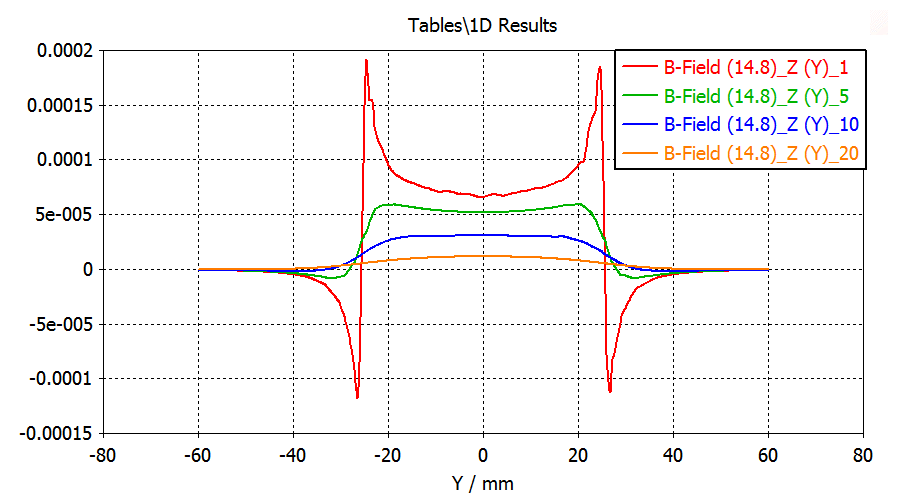 Tables\1D Results
0.0002
0.00015
0.0001
5e-005
0
-5e-005
-0.0001
-0.00015
B-Field (14.8)_Z (Y)_1
B-Field (14.8)_Z (Y)_5
B-Field (14.8)_Z (Y)_10
B-Field (14.8)_Z (Y)_20
-80 -60 -40 -20 0 20 40 60 80
Y / mm